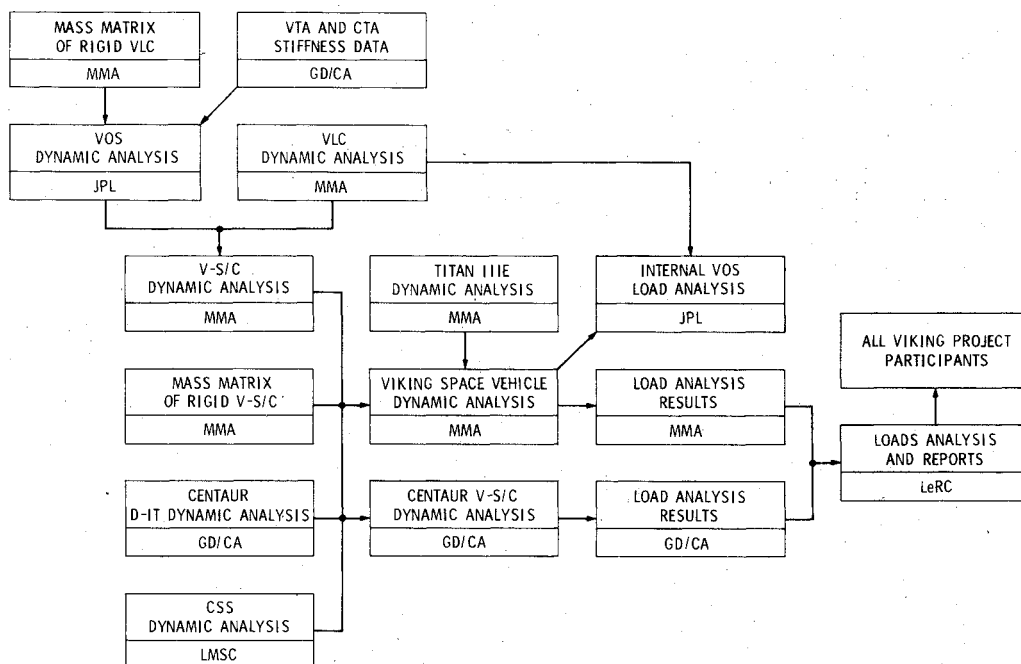 MASS MATRIX
OF RIGID VLC
MMA
VTA AND CTA
STIFFNESS DATA
GD/CA
VOS
DYNAMIC ANALYSIS
JPL
VLC
DYNAMIC ANALYSIS
MMA
V-S/C
DYNAMIC ANALYSIS
MMA
TITAN IIIE
DYNAMIC ANALYSIS
MMA
INTERNAL VOS
LOAD ANALYSIS
JPL
ALL VIKING PROJECT
PARTICIPANTS
MASS MATRIX
OF RIGID V-S/C
MMA
VIKING SPACE VEHICLE
DYNAMIC ANALYSIS
MMA
LOAD ANALYSIS
RESULTS
MMA
LOADS ANALYSIS
AND REPORTS
LeRC
CENTAUR
D-IT DYNAMIC ANALYSIS
GD/CA
CENTAUR V-S/C
DYNAMIC ANALYSIS
GD/CA
LOAD ANALYSIS
RESULTS
GD/CA
CSS
DYNAMIC ANALYSIS
LMSC